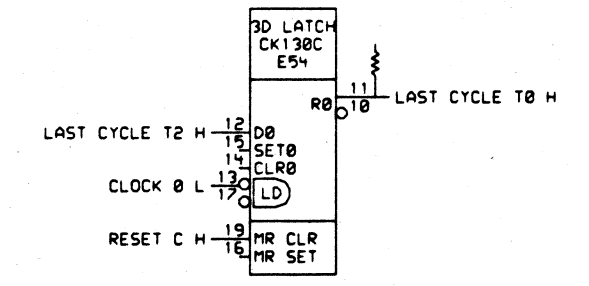 3D LATCH
CK130C
E54
11
R0 LAST CYCLE T0 H
10
12
LAST CYCLE T2 H D0
15
SET0
14
CLR0
13
CLOCK 0 L LD
17
19
RESET C H MR CLR
16
MR SET